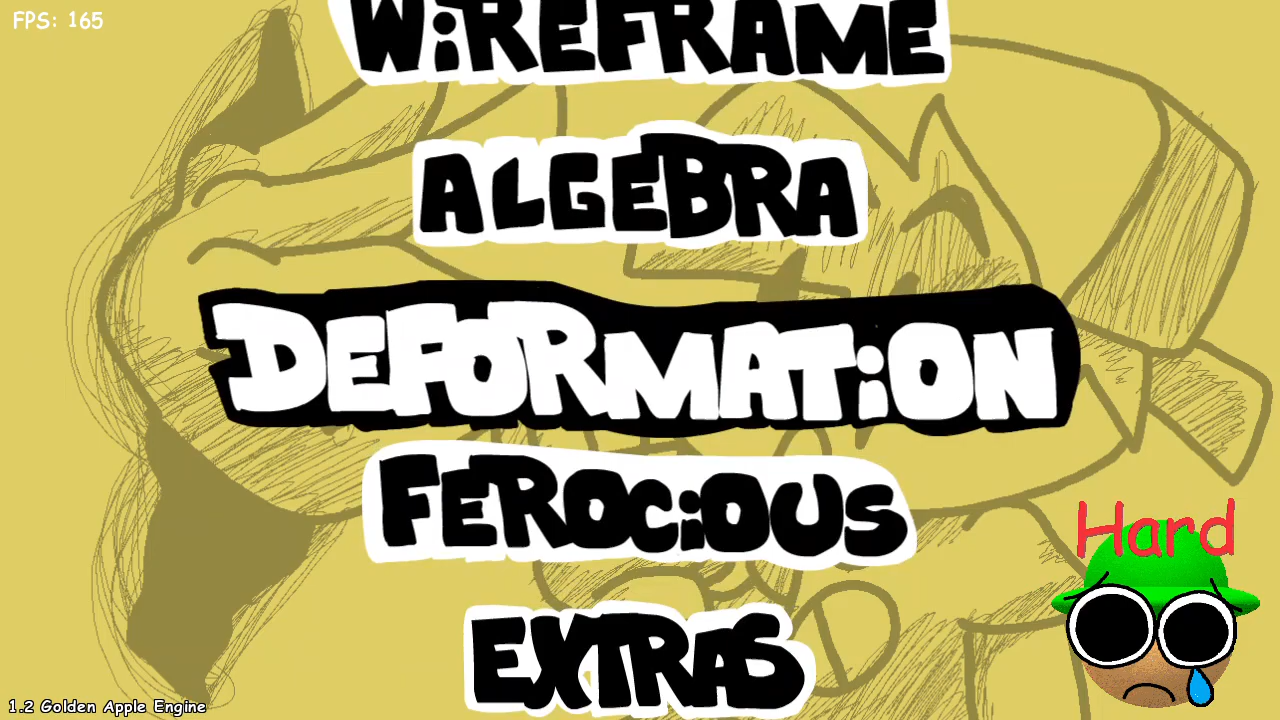 FPS: 165
WiREFRAME
ALGEBRA
DEFORMATiON
FEROCiOUS
Hard
EXTRAS
1.2 Golden Apple Engine